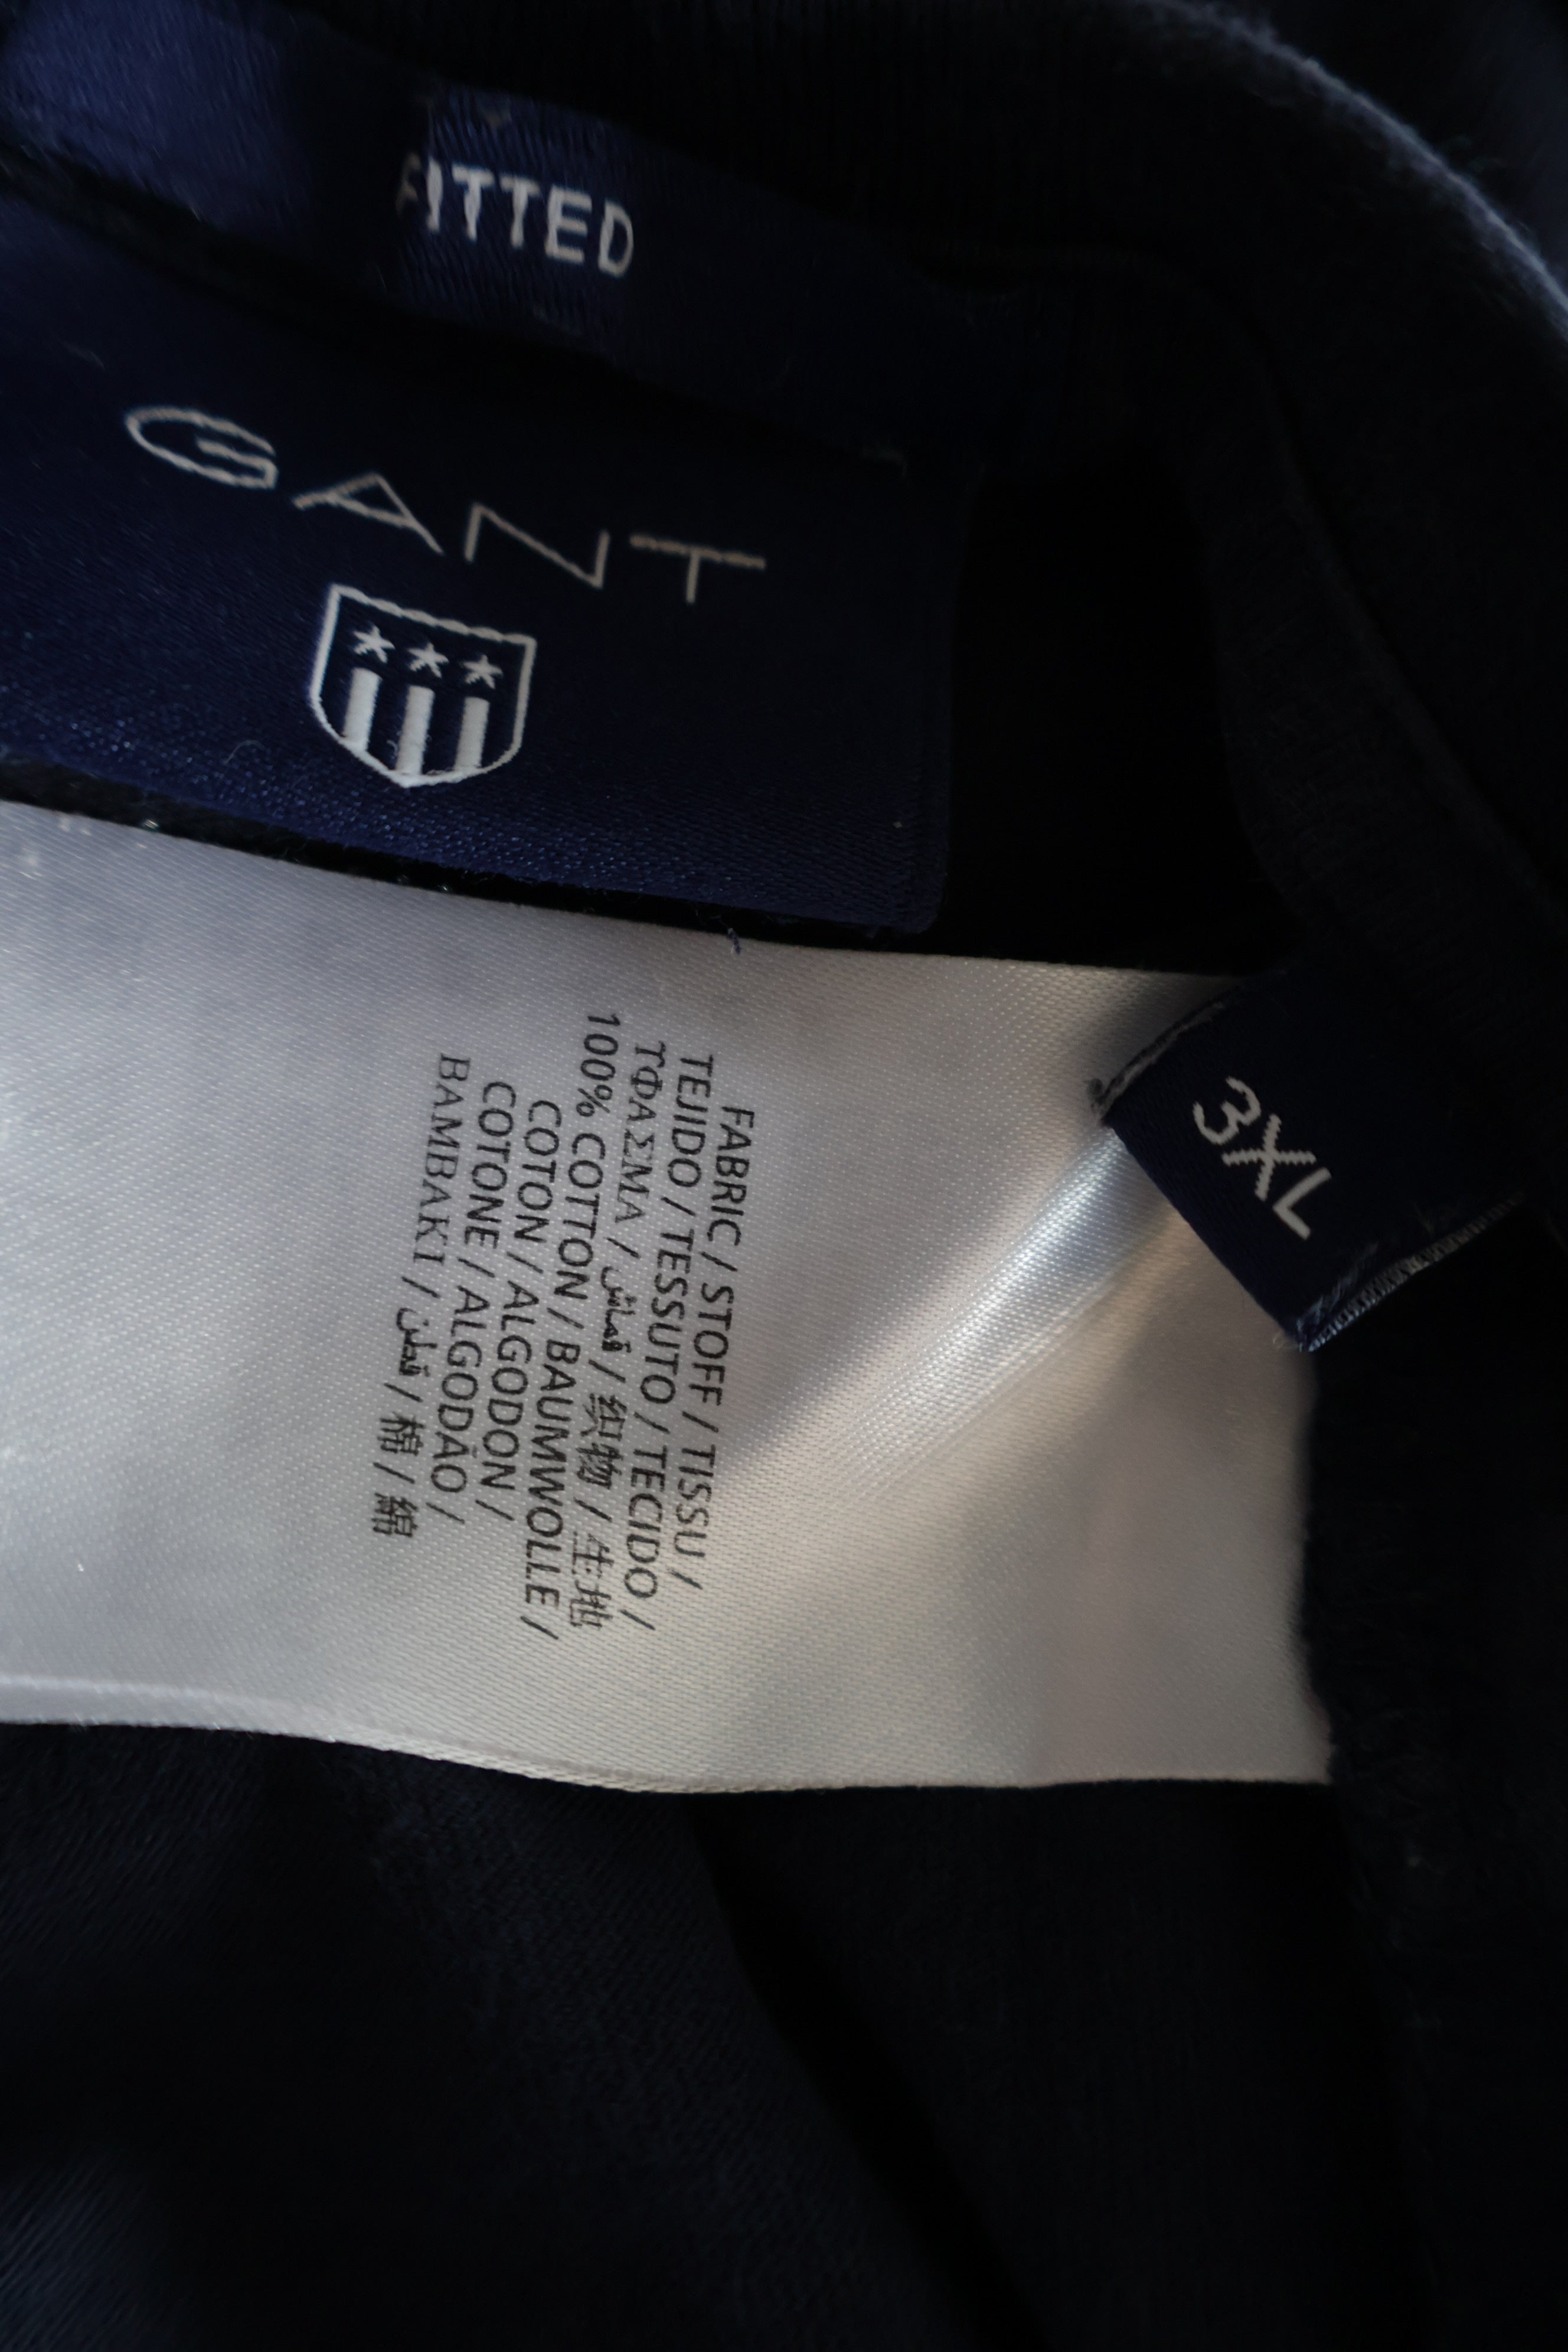 FITTED
GANT
3XL
FABRIC / STOFF / TISSU /
TEJIDO / TESSUTO / TECIDO /
ΥΦΑΣΜΑ / قماش / 织物 / 生地
100% COTTON / BAUMWOLLE /
COTON / ALGODON /
COTONE / ALGODÃO /
BAMBAKI / قطن / 棉 / 綿